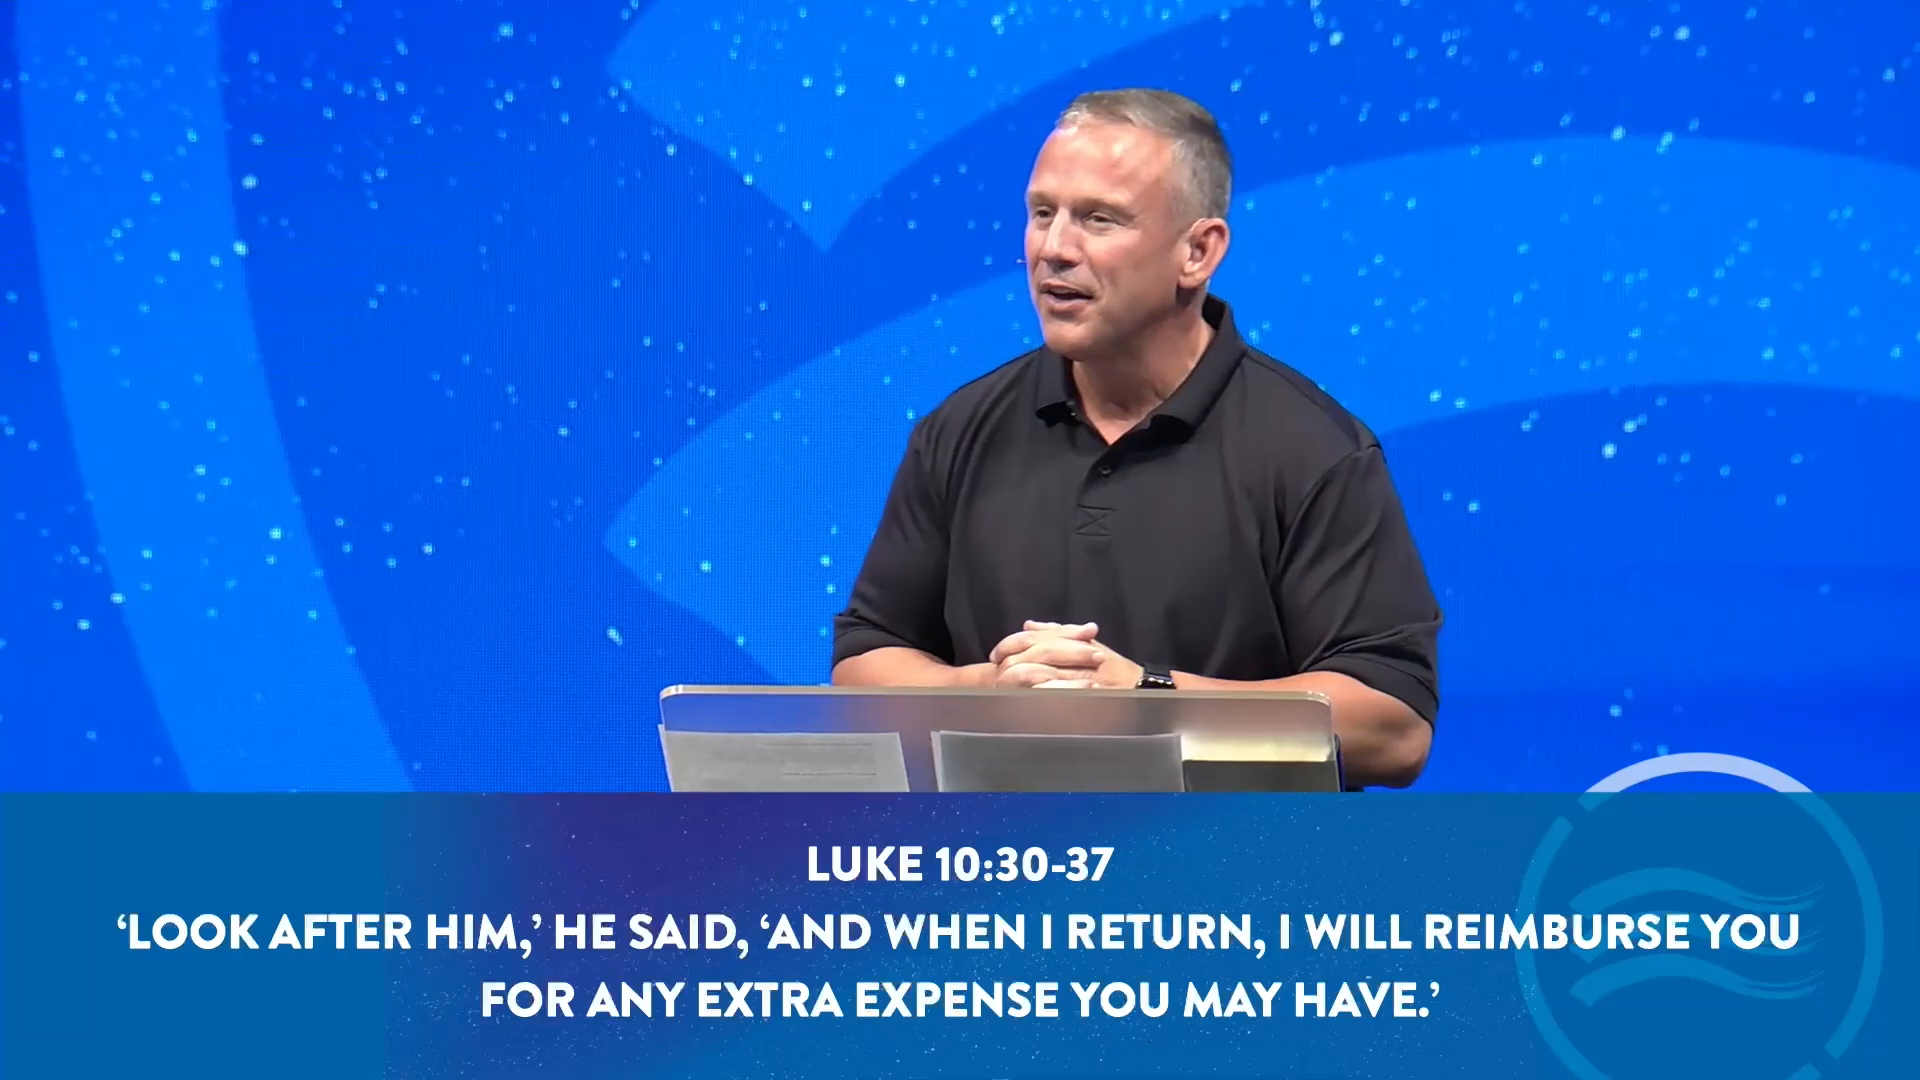 LUKE 10:30-37
‘LOOK AFTER HIM,’ HE SAID, ‘AND WHEN I RETURN, I WILL REIMBURSE YOU
FOR ANY EXTRA EXPENSE YOU MAY HAVE.’